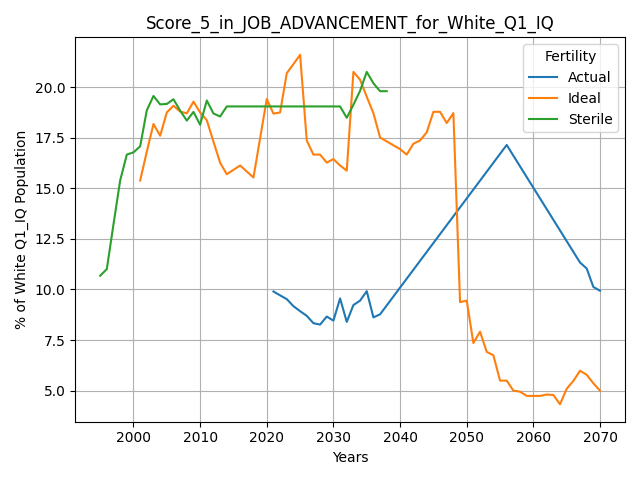 Score_5_in_JOB_ADVANCEMENT_for_White_Q1_IQ
Fertility
Actual
Ideal
Sterile
% of White Q1_IQ Population
20.0
17.5
15.0
12.5
10.0
7.5
5.0
2000 2010 2020 2030 2040 2050 2060 2070
Years